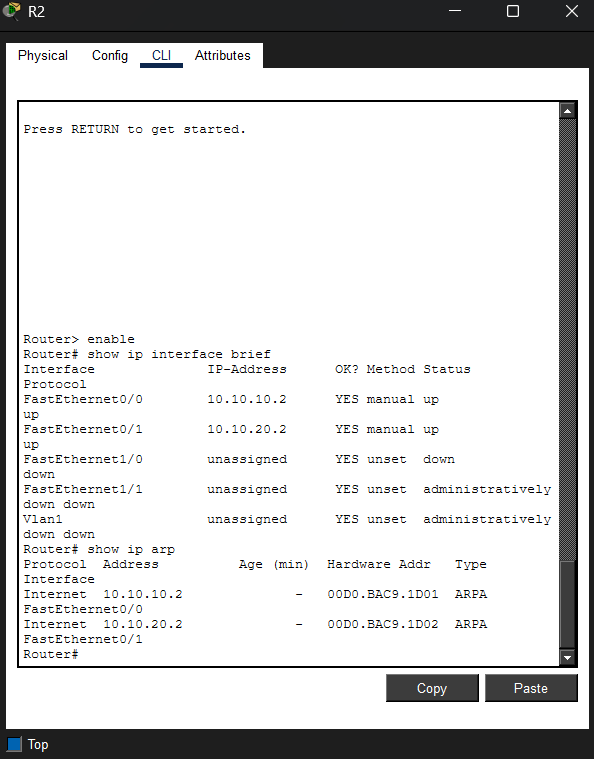 R2
Physical Config CLI Attributes
Press RETURN to get started.
Router> enable
Router# show ip interface brief
Interface              IP-Address      OK? Method Status
Protocol
FastEthernet0/0        10.10.10.2      YES manual up
up
FastEthernet0/1        10.10.20.2      YES manual up
up
FastEthernet1/0        unassigned      YES unset  down
down
FastEthernet1/1        unassigned      YES unset  administratively
down down
Vlan1                  unassigned      YES unset  administratively
down down
Router# show ip arp
Protocol  Address          Age (min)  Hardware Addr   Type
Interface
Internet  10.10.10.2              -   00D0.BAC9.1D01  ARPA
FastEthernet0/0
Internet  10.10.20.2              -   00D0.BAC9.1D02  ARPA
FastEthernet0/1
Router#
Copy Paste
Top